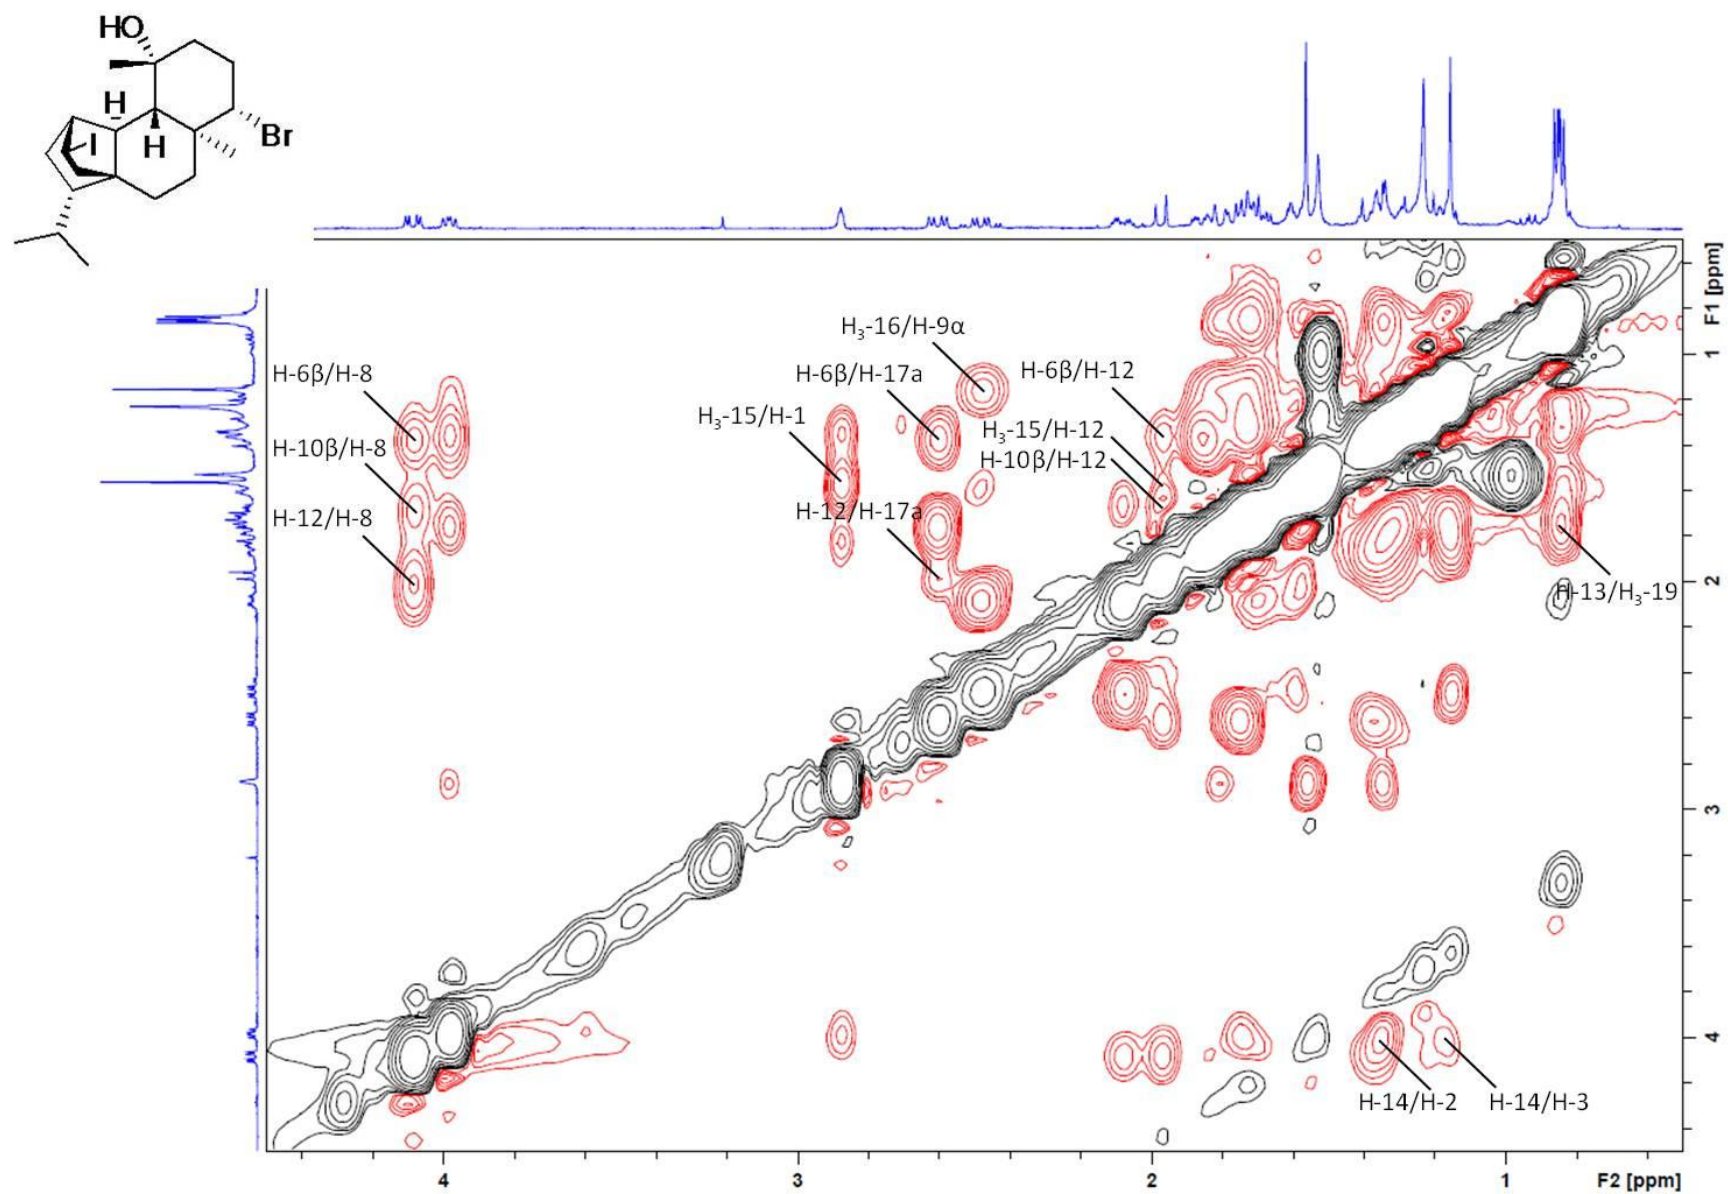 HO
H
H
I
Br
H₃-16/H-9α
H-6β/H-8
H-6β/H-17a
H-6β/H-12
H₃-15/H-1
H₃-15/H-12
H-10β/H-8
H-10β/H-12
H-12/H-8
H-12/H-17a
H-13/H₃-19
H-14/H-2
H-14/H-3
F1 [ppm]
1
2
3
4
4
3
2
1
F2 [ppm]